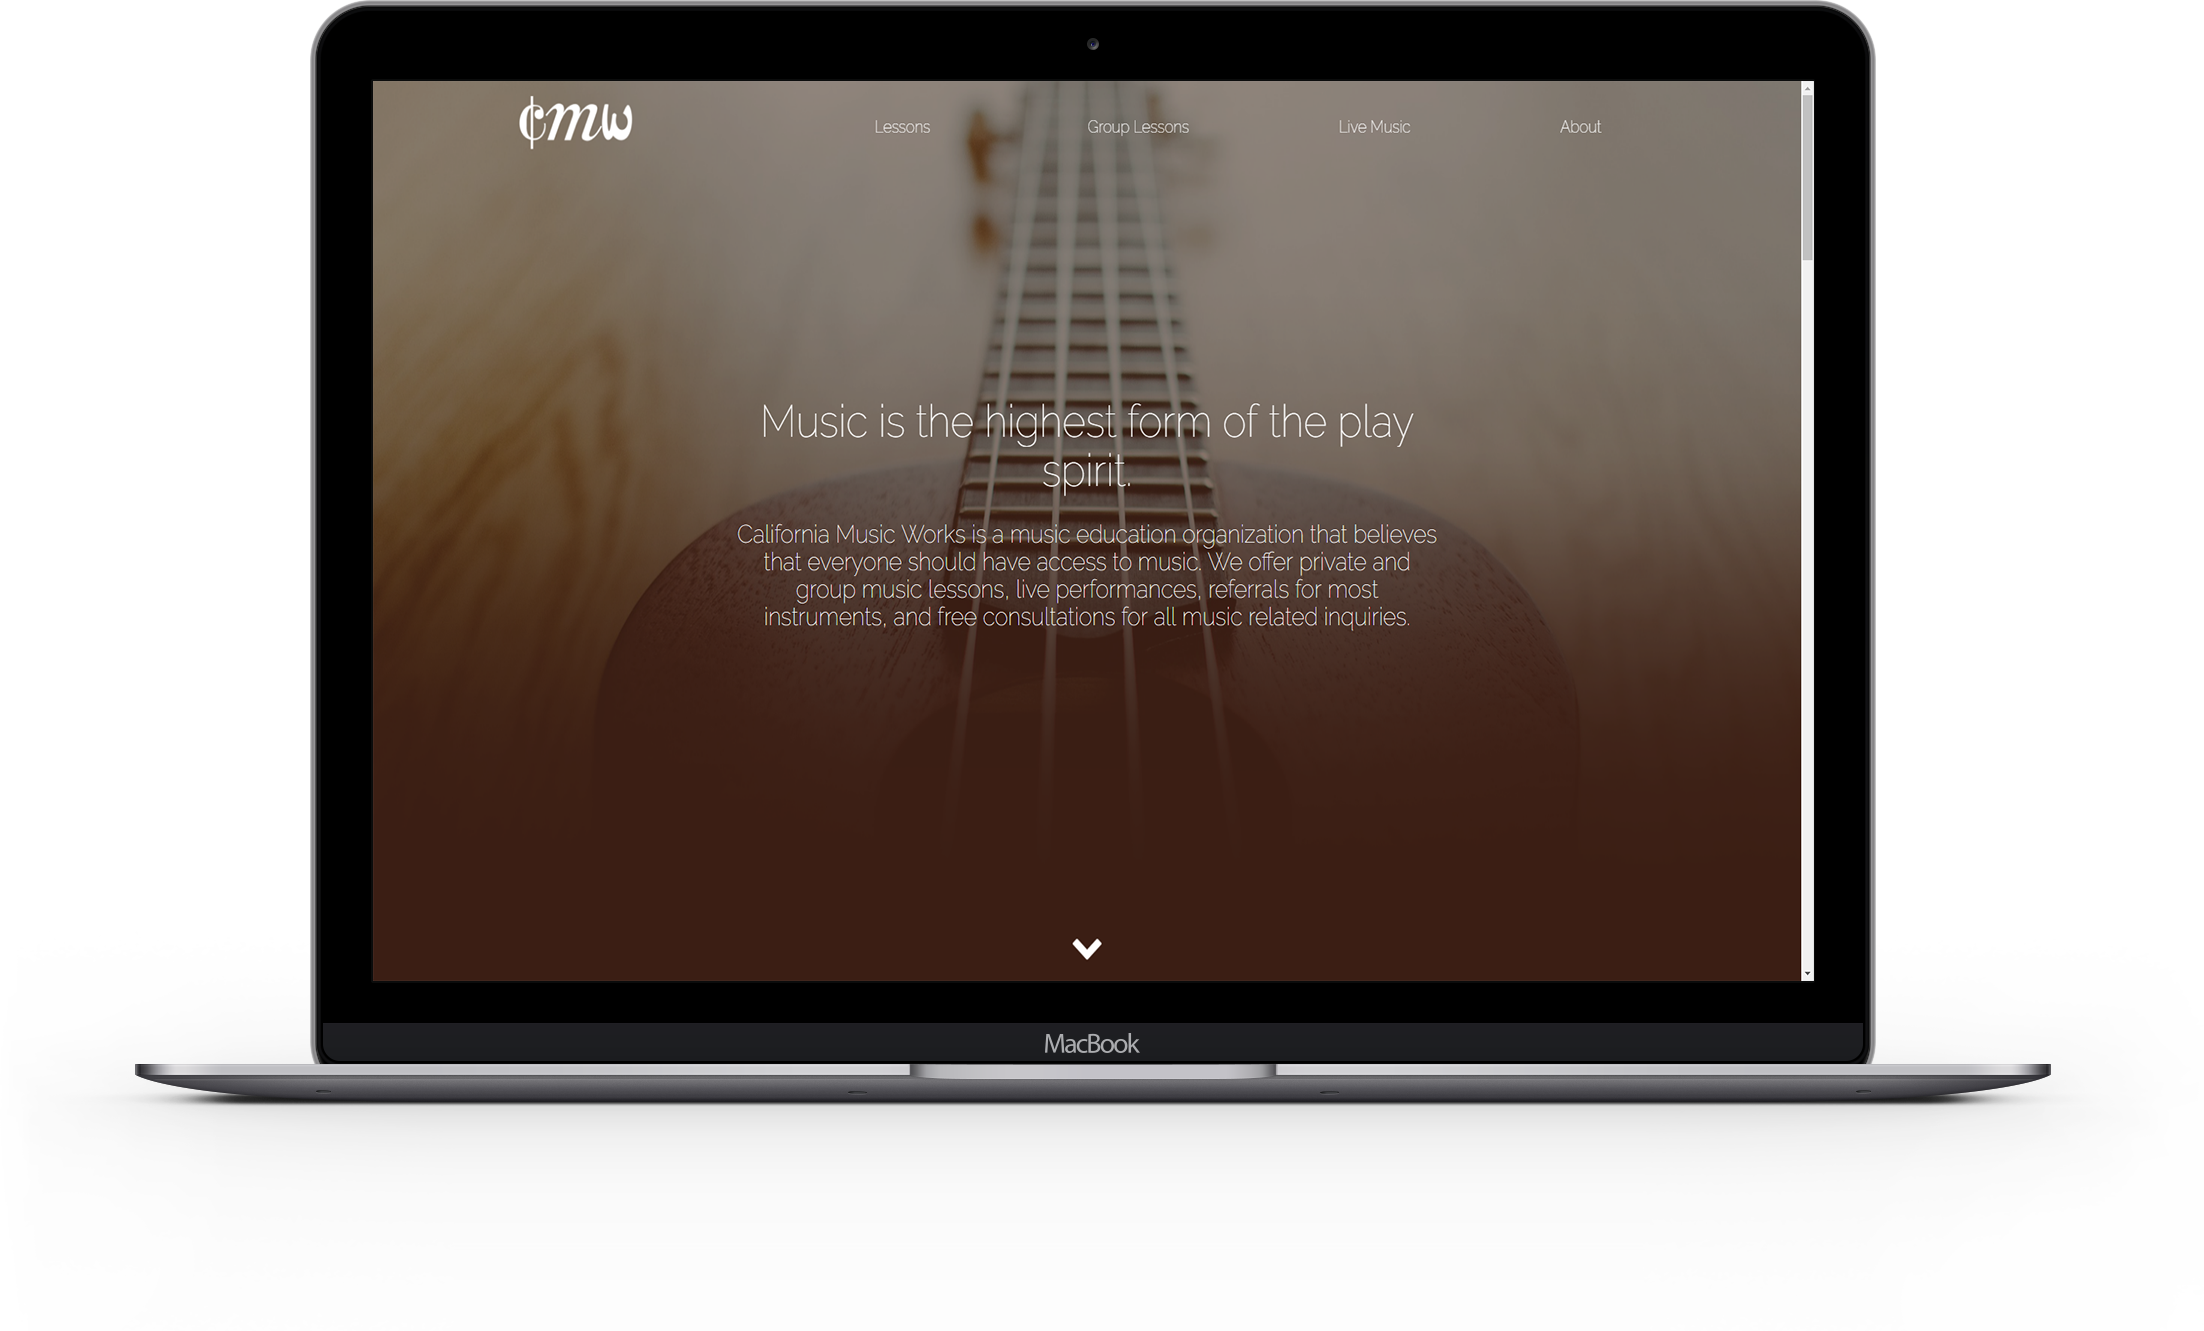 cmw
Lessons
Group Lessons
Live Music
About
Music is the highest form of the play
spirit.
California Music Works is a music education organization that believes
that everyone should have access to music. We offer private and
group music lessons, live performances, referrals for most
instruments, and free consultations for all music related inquiries.
MacBook